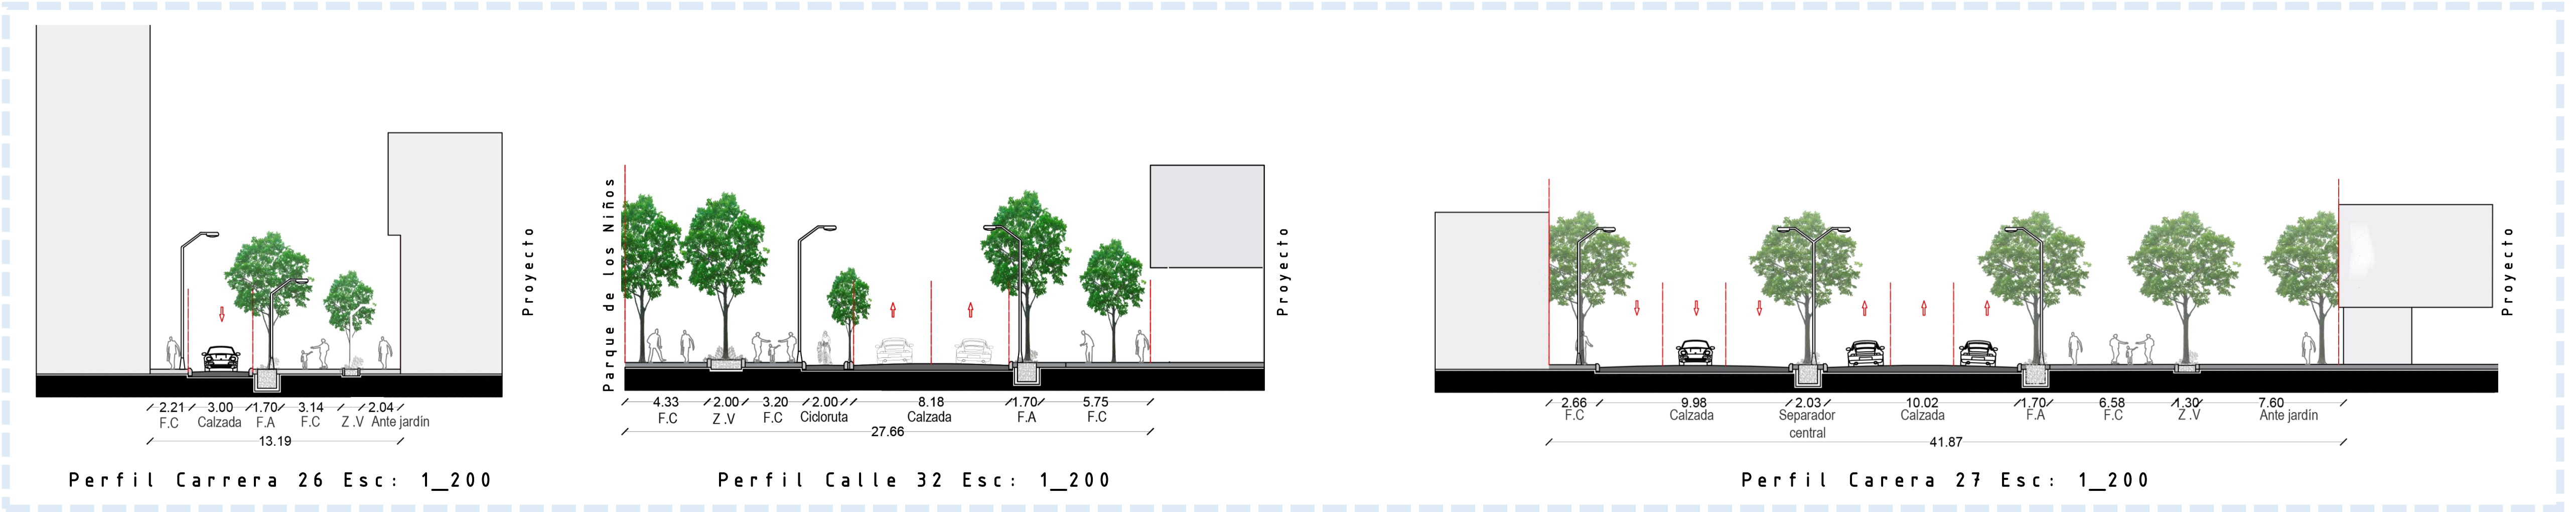 Proyecto
2.21 3.00 1.70 3.14 2.04
F.C Calzada F.A F.C Z .V Ante jardín
13.19
Perfil Carrera 26 Esc: 1_200
Parque de los Niños
Proyecto
4.33 2.00 3.20 2.00 8.18 1.70 5.75
F.C Z .V F.C Cicloruta Calzada F.A F.C
27.66
Perfil Calle 32 Esc: 1_200
Proyecto
2.66 9.98 2.03 10.02 1.70 6.58 1.30 7.60
F.C Calzada Separador Calzada F.A F.C Z .V Ante jardín
central
41.87
Perfil Carera 27 Esc: 1_200